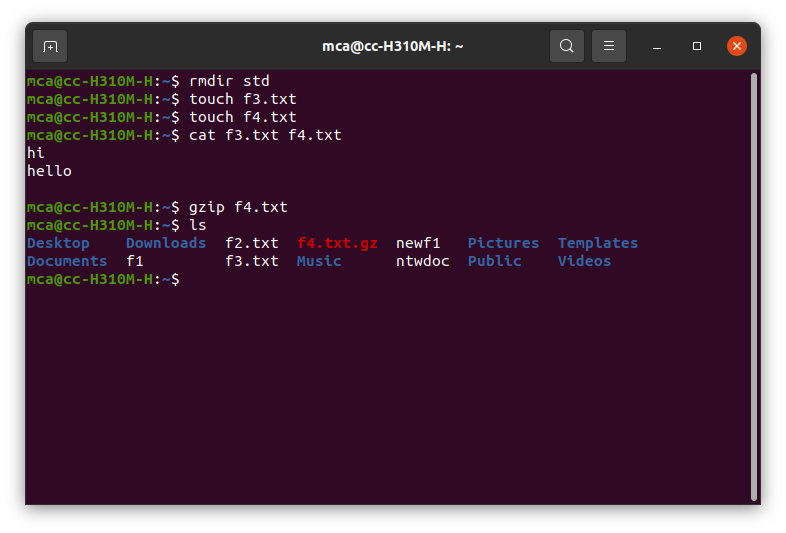 mca@cc-H310M-H: ~
mca@cc-H310M-H:~$ rmdir std
mca@cc-H310M-H:~$ touch f3.txt
mca@cc-H310M-H:~$ touch f4.txt
mca@cc-H310M-H:~$ cat f3.txt f4.txt
hi
hello
mca@cc-H310M-H:~$ gzip f4.txt
mca@cc-H310M-H:~$ ls
Desktop    Downloads  f2.txt  f4.txt.gz  newf1   Pictures  Templates
Documents  f1         f3.txt  Music      ntwdoc  Public    Videos
mca@cc-H310M-H:~$